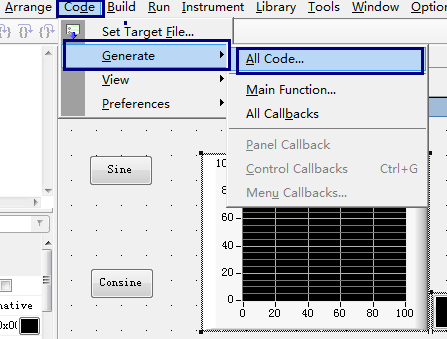 Arrange Code Build Run Instrument Library Tools Window Options
Set Target File...
Generate
View
Preferences
All Code...
Main Function...
All Callbacks
Panel Callback
Control Callbacks Ctrl+G
Menu Callbacks...
Sine
Consine
10
80
60
40
20
0
0 20 40 60 80 100
native
0x00